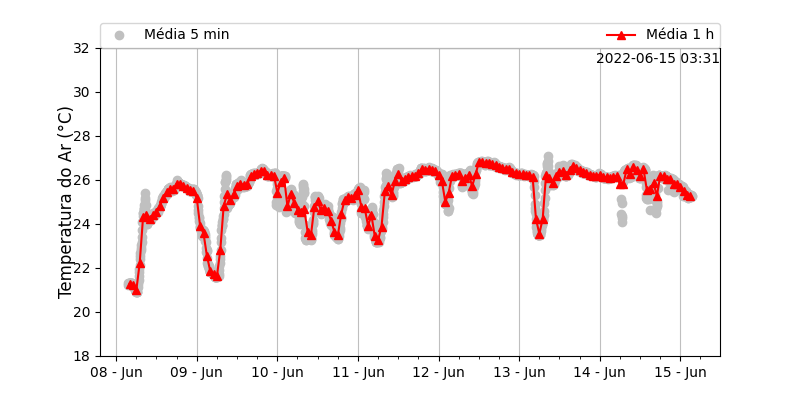 Média 5 min
Média 1 h
2022-06-15 03:31
Temperatura do Ar (°C)
32
30
28
26
24
22
20
18
08 - Jun
09 - Jun
10 - Jun
11 - Jun
12 - Jun
13 - Jun
14 - Jun
15 - Jun